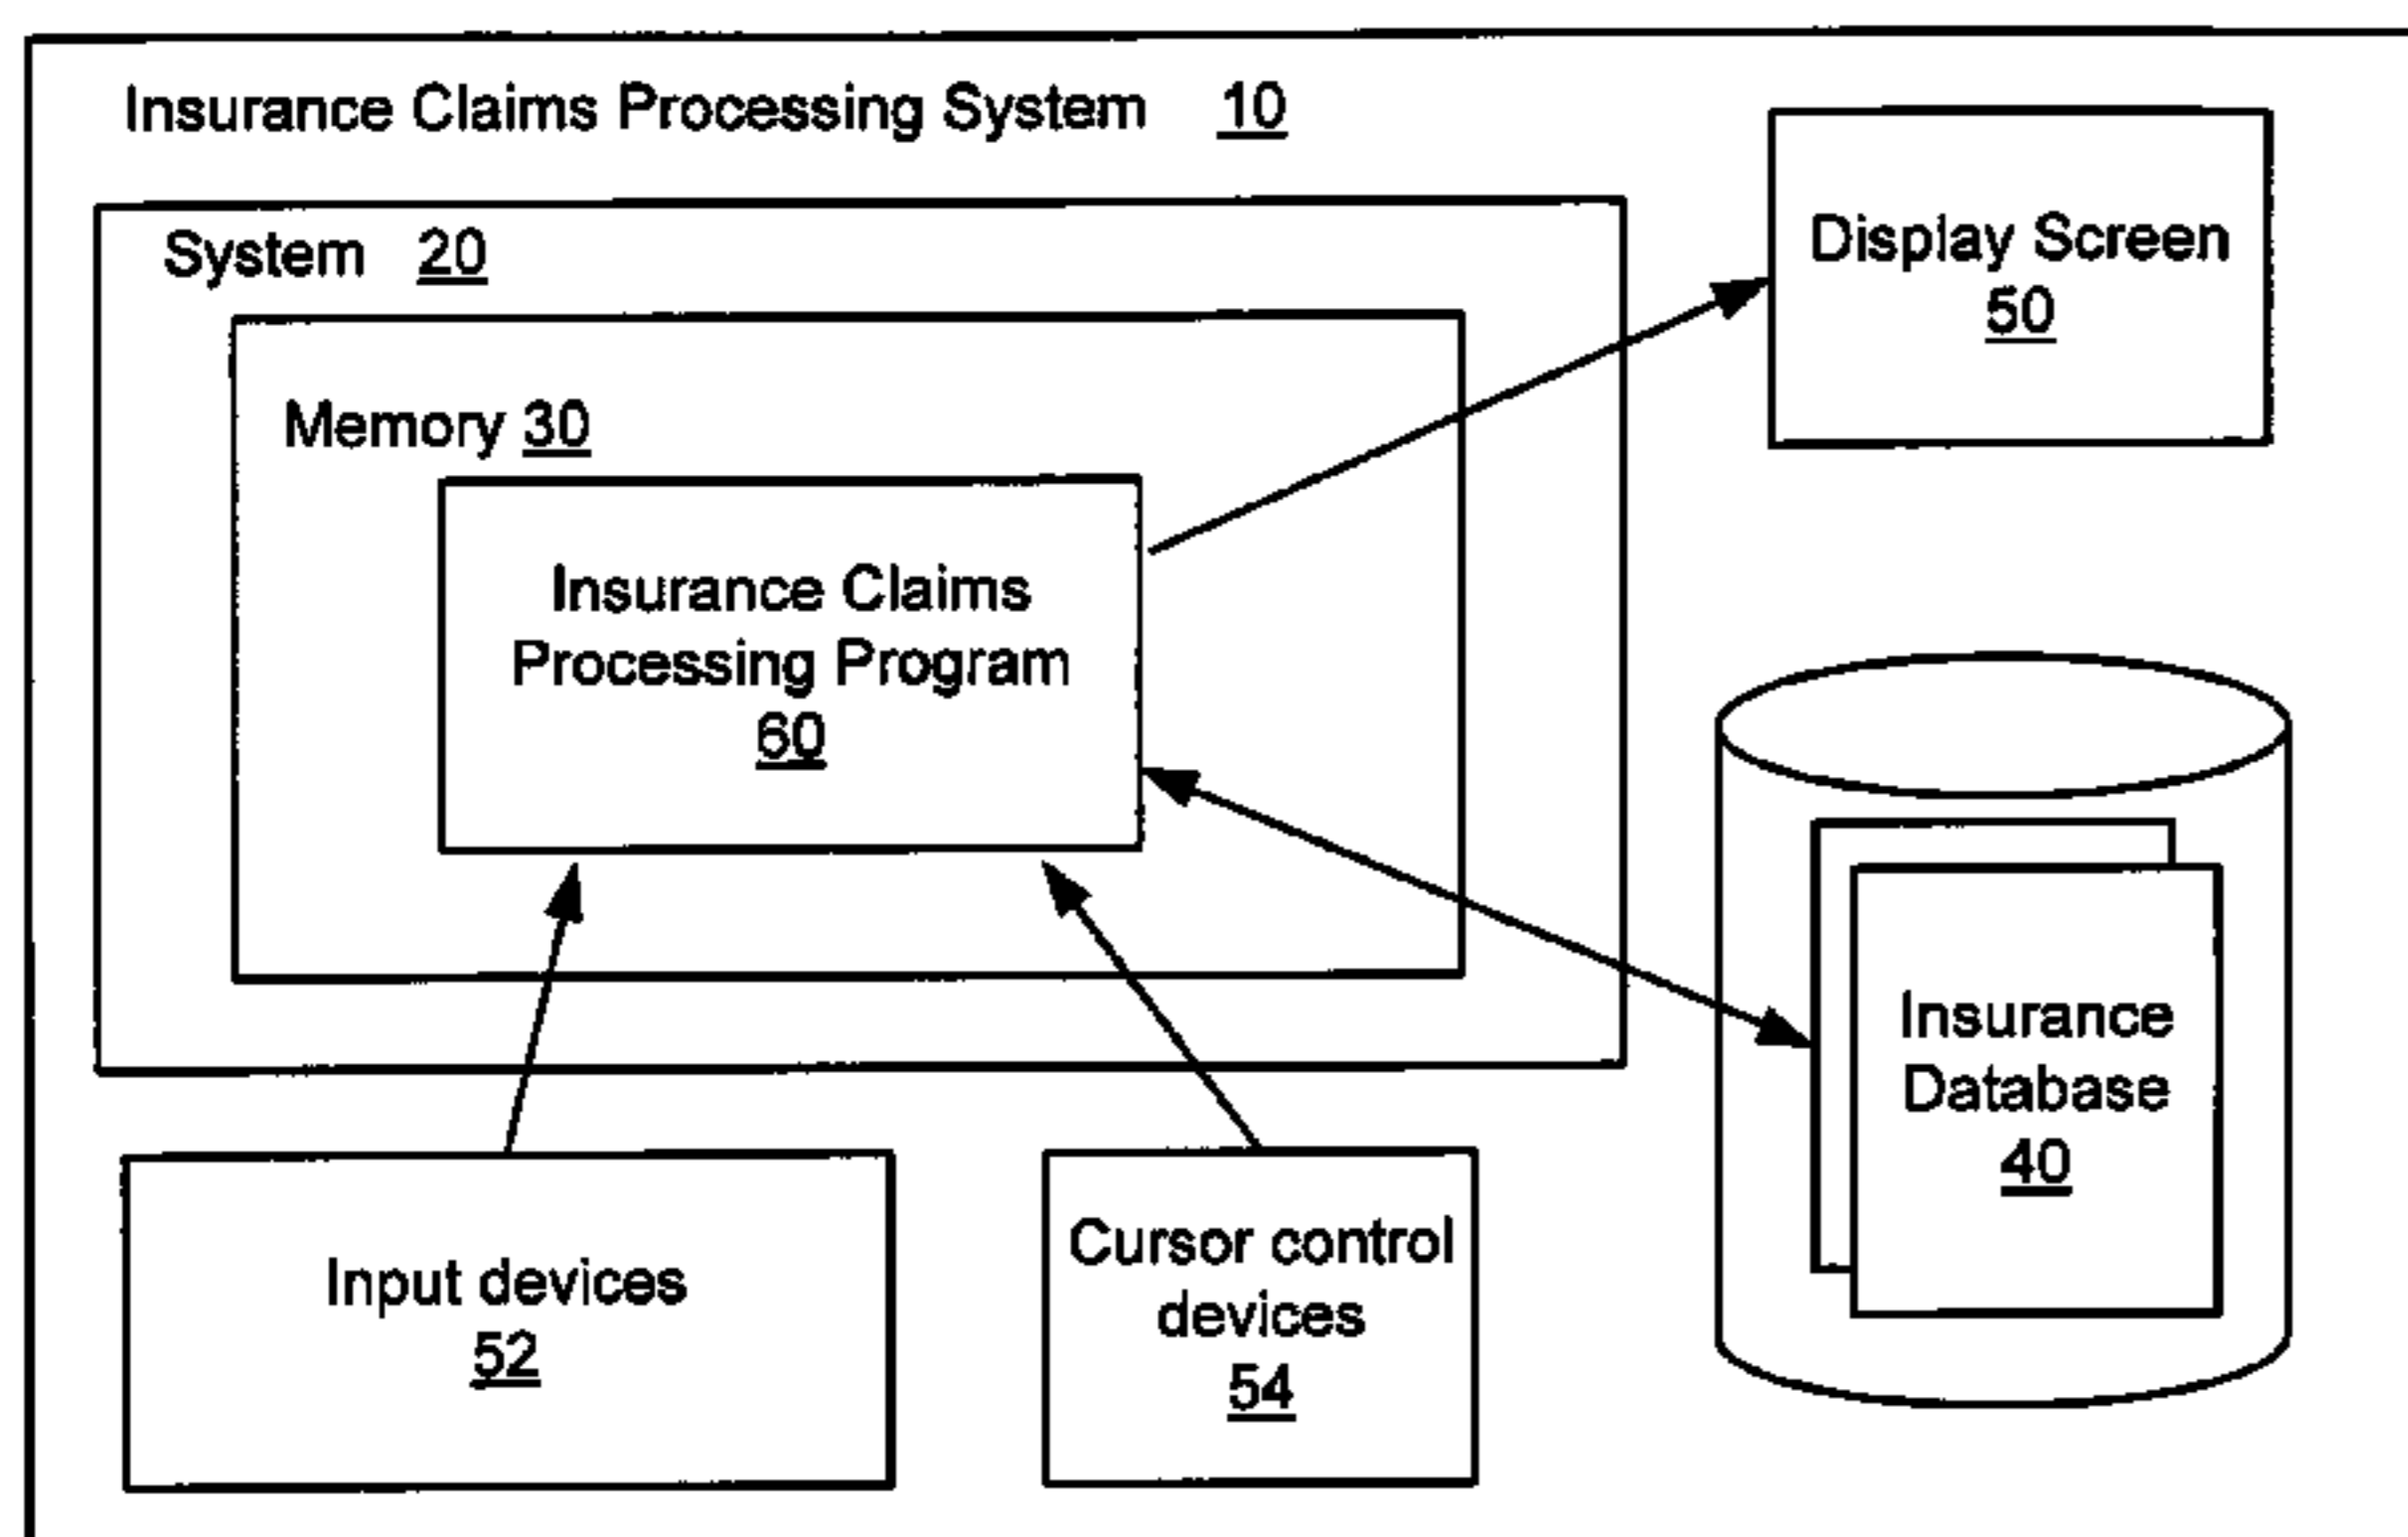 Insurance Claims Processing System 10
System 20
Display Screen
50
Memory 30
Insurance Claims
Processing Program
60
Insurance
Database
40
Input devices
52
Cursor control
devices
54